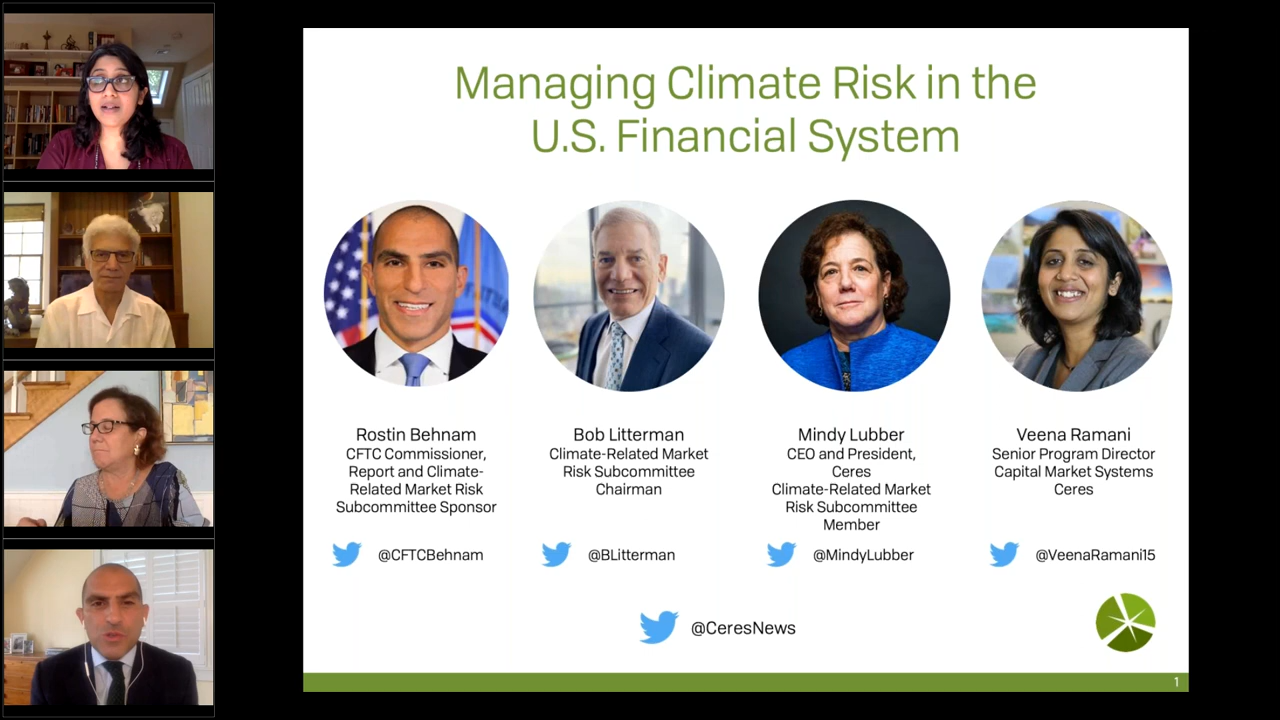 Managing Climate Risk in the
U.S. Financial System
Rostin Behnam
CFTC Commissioner,
Report and Climate-
Related Market Risk
Subcommittee Sponsor
@CFTCBehnam
Bob Litterman
Climate-Related Market
Risk Subcommittee
Chairman
@BLitterman
Mindy Lubber
CEO and President,
Ceres
Climate-Related Market
Risk Subcommittee
Member
@MindyLubber
Veena Ramani
Senior Program Director
Capital Market Systems
Ceres
@VeenaRamani15
@CeresNews
1